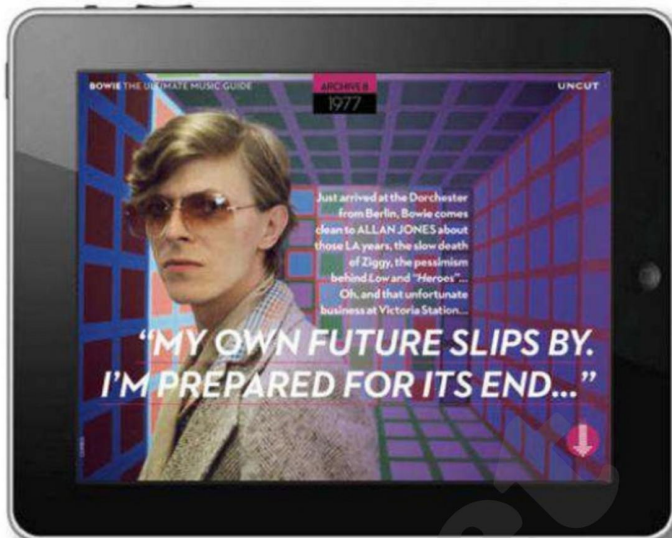 BOWIE THE ULTIMATE MUSIC GUIDE
ARCHIVE 8
1977
UNCUT
Just arrived at the Dorchester
from Berlin, Bowie comes
clean to ALLAN JONES about
those LA years, the slow death
of Ziggy, the pessimism
behind Low and "Heroes"...
Oh, and that unfortunate
business at Victoria Station...
"MY OWN FUTURE SLIPS BY.
I'M PREPARED FOR ITS END..."